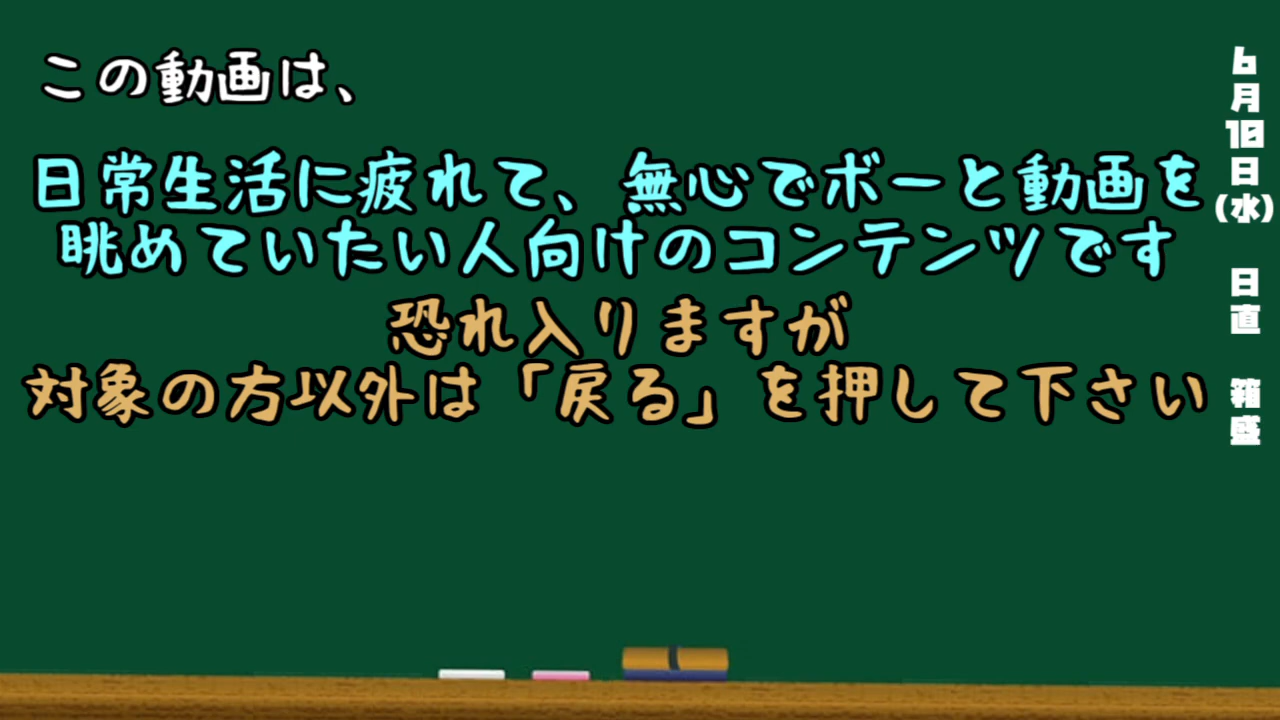 この動画は、
日常生活に疲れて、無心でボーと動画を
眺めていたい人向けのコンテンツです
恐れ入りますが
対象の方以外は「戻る」を押して下さい
6月10日(水) 日直 箱盛